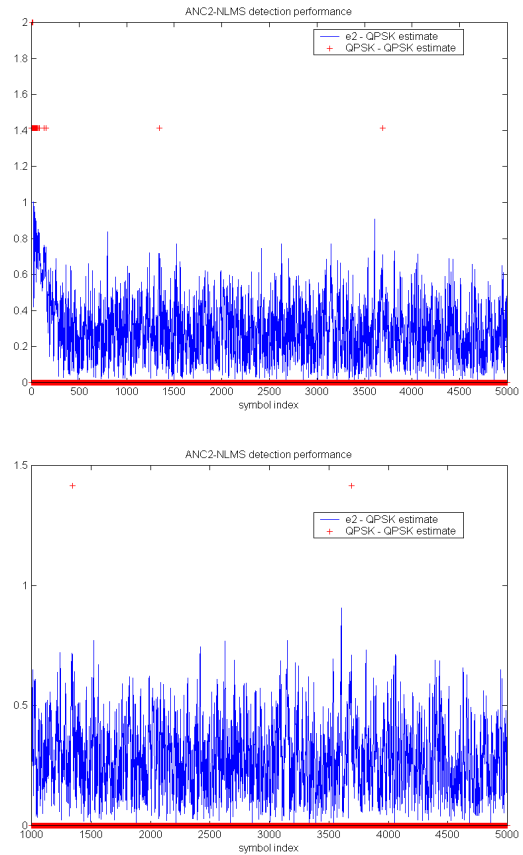 ANC2-NLMS detection performance
2
e2 - QPSK estimate
QPSK - QPSK estimate
1.8
1.6
1.4
1.2
1
0.8
0.6
0.4
0.2
0
0 500 1000 1500 2000 2500 3000 3500 4000 4500 5000
symbol index
ANC2-NLMS detection performance
1.5
e2 - QPSK estimate
QPSK - QPSK estimate
1
0.5
0
1000 1500 2000 2500 3000 3500 4000 4500 5000
symbol index